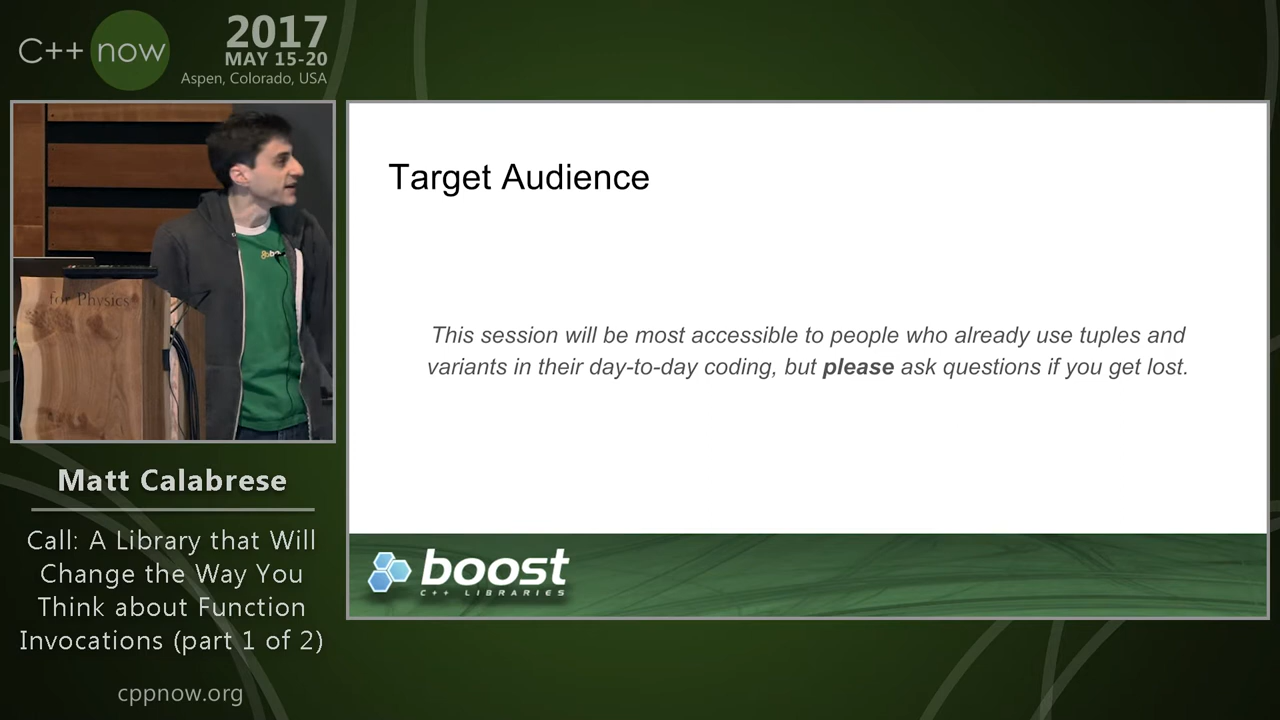 C++ now
2017
MAY 15-20
Aspen, Colorado, USA
for Physics
Target Audience
This session will be most accessible to people who already use tuples and
variants in their day-to-day coding, but please ask questions if you get lost.
boost
C++ LIBRARIES
Matt Calabrese
Call: A Library that Will
Change the Way You
Think about Function
Invocations (part 1 of 2)
cppnow.org